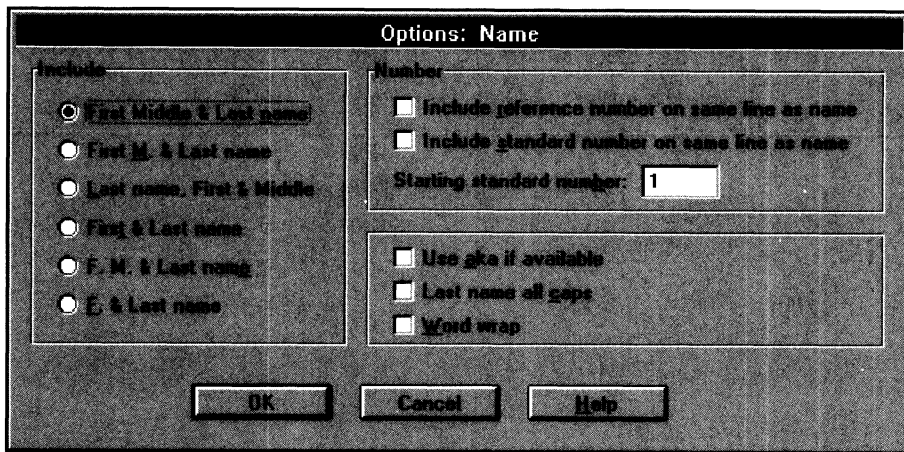 Options: Name
Include
First Middle & Last name
First M. & Last name
Last name, First & Middle
First & Last name
F. M. & Last name
F. & Last name
Number
Include reference number on same line as name
Include standard number on same line as name
Starting standard number: 1
Use aka if available
Last name all caps
Word wrap
OK Cancel Help